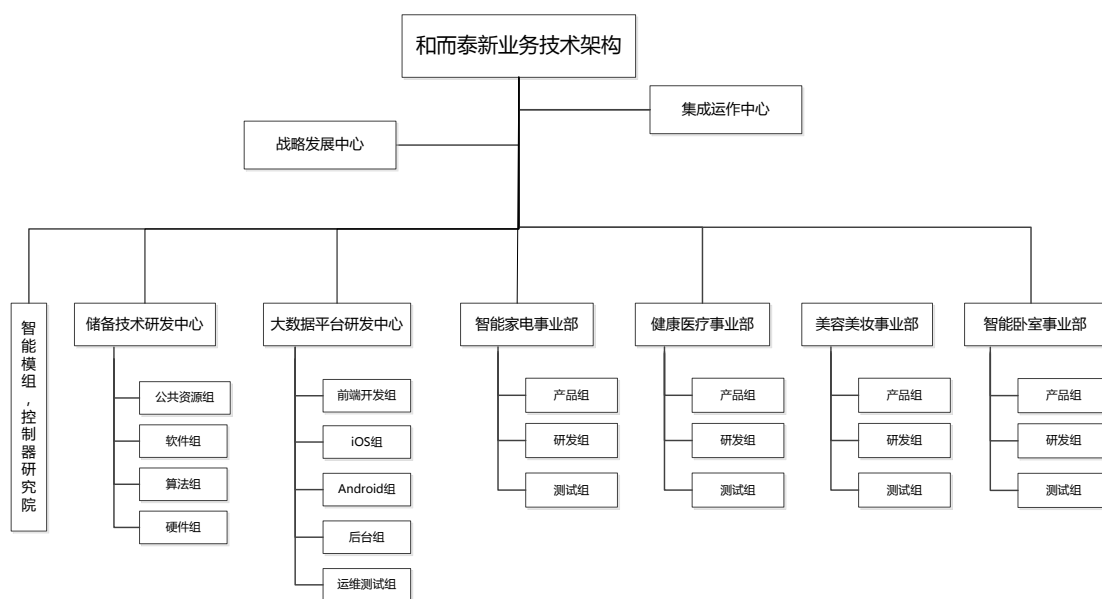 和而泰新业务技术架构
集成运作中心
战略发展中心
智能模组，控制器研究院
储备技术研发中心
公共资源组
软件组
算法组
硬件组
大数据平台研发中心
前端开发组
iOS组
Android组
后台组
运维测试组
智能家电事业部
产品组
研发组
测试组
健康医疗事业部
产品组
研发组
测试组
美容美妆事业部
产品组
研发组
测试组
智能卧室事业部
产品组
研发组
测试组